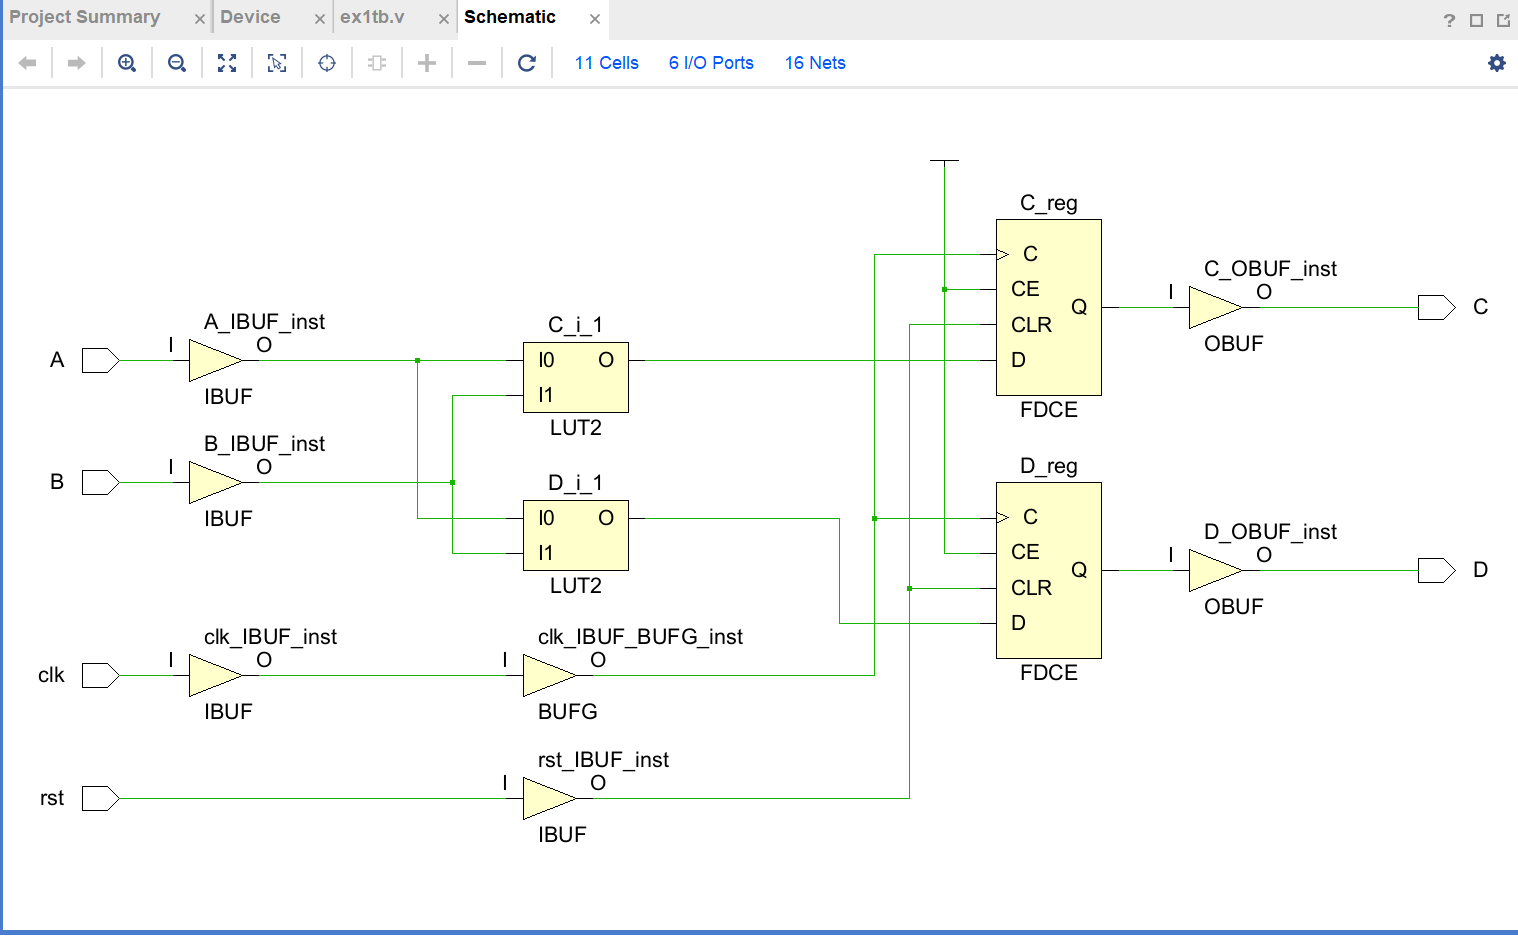 Project Summary × Device × ex1tb.v × Schematic × ?
11 Cells 6 I/O Ports 16 Nets
C_reg
C
CE
CLR
D
Q
FDCE
C_OBUF_inst
I O
OBUF
C
A
A_IBUF_inst
I O
IBUF
C_i_1
I0 O
I1
LUT2
B
B_IBUF_inst
I O
IBUF
D_i_1
I0 O
I1
LUT2
D_reg
C
CE
CLR
D
Q
FDCE
D_OBUF_inst
I O
OBUF
D
clk
clk_IBUF_inst
I O
IBUF
clk_IBUF_BUFG_inst
I O
BUFG
rst
rst_IBUF_inst
I O
IBUF